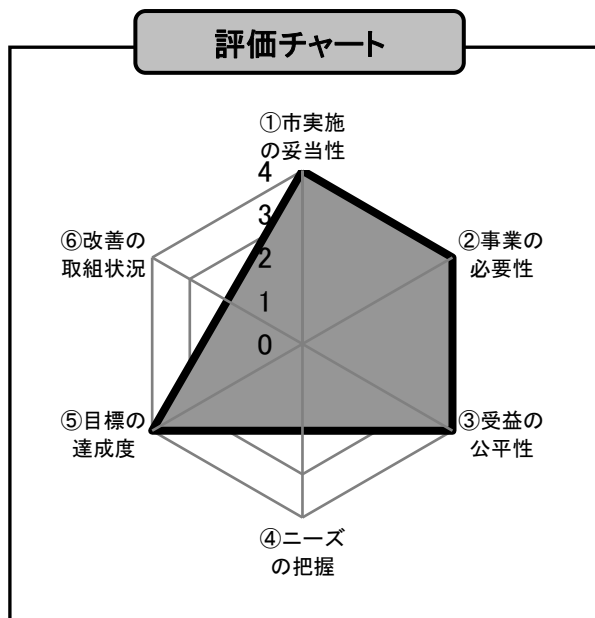 評価チャート
①市実施
の妥当性
4
3
2
1
0
②事業の
必要性
③受益の
公平性
④ニーズ
の把握
⑤目標の
達成度
⑥改善の
取組状況